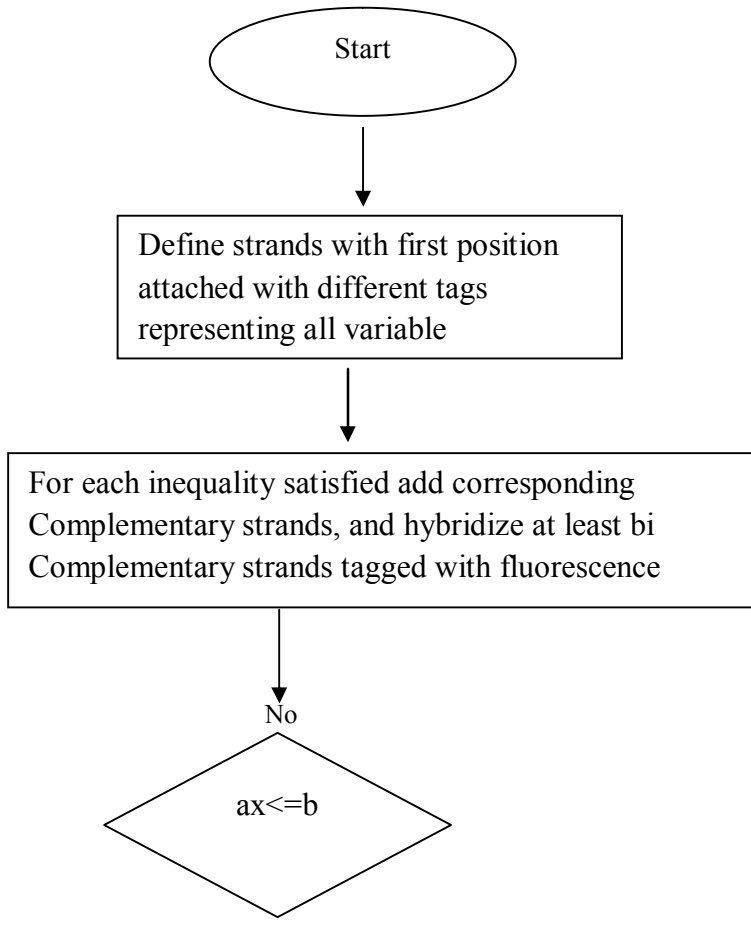 Start
Define strands with first position
attached with different tags
representing all variable
For each inequality satisfied add corresponding
Complementary strands, and hybridize at least bi
Complementary strands tagged with fluorescence
No
ax<=b